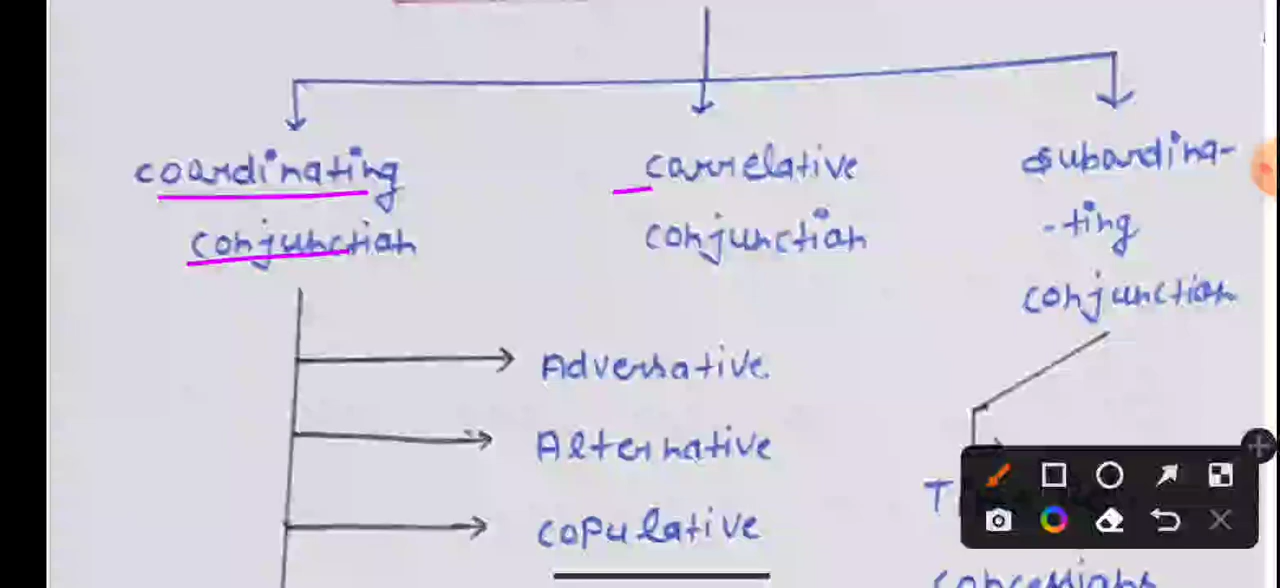 coordinating
conjunction
correlative
conjunction
subordina-
-ting
conjunction
Adversative
Alternative
copulative